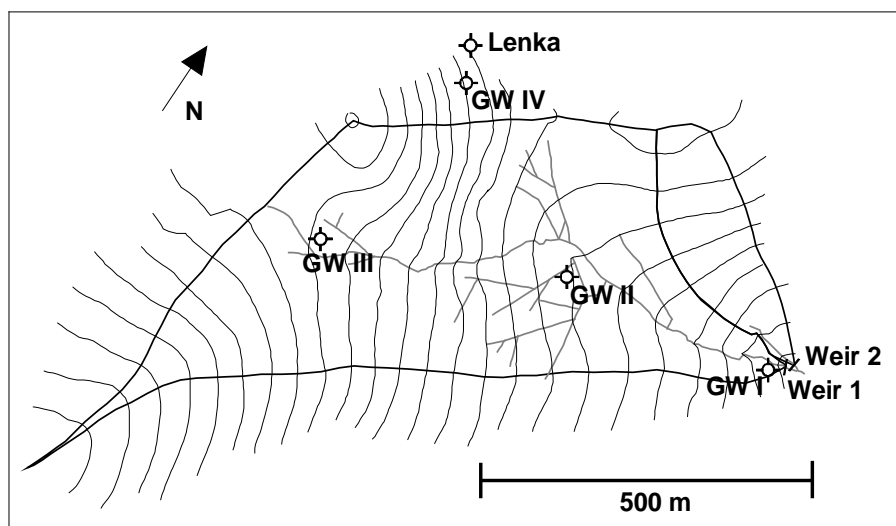 Lenka
GW IV
N
GW III
GW II
Weir 2
GW I
Weir 1
500 m